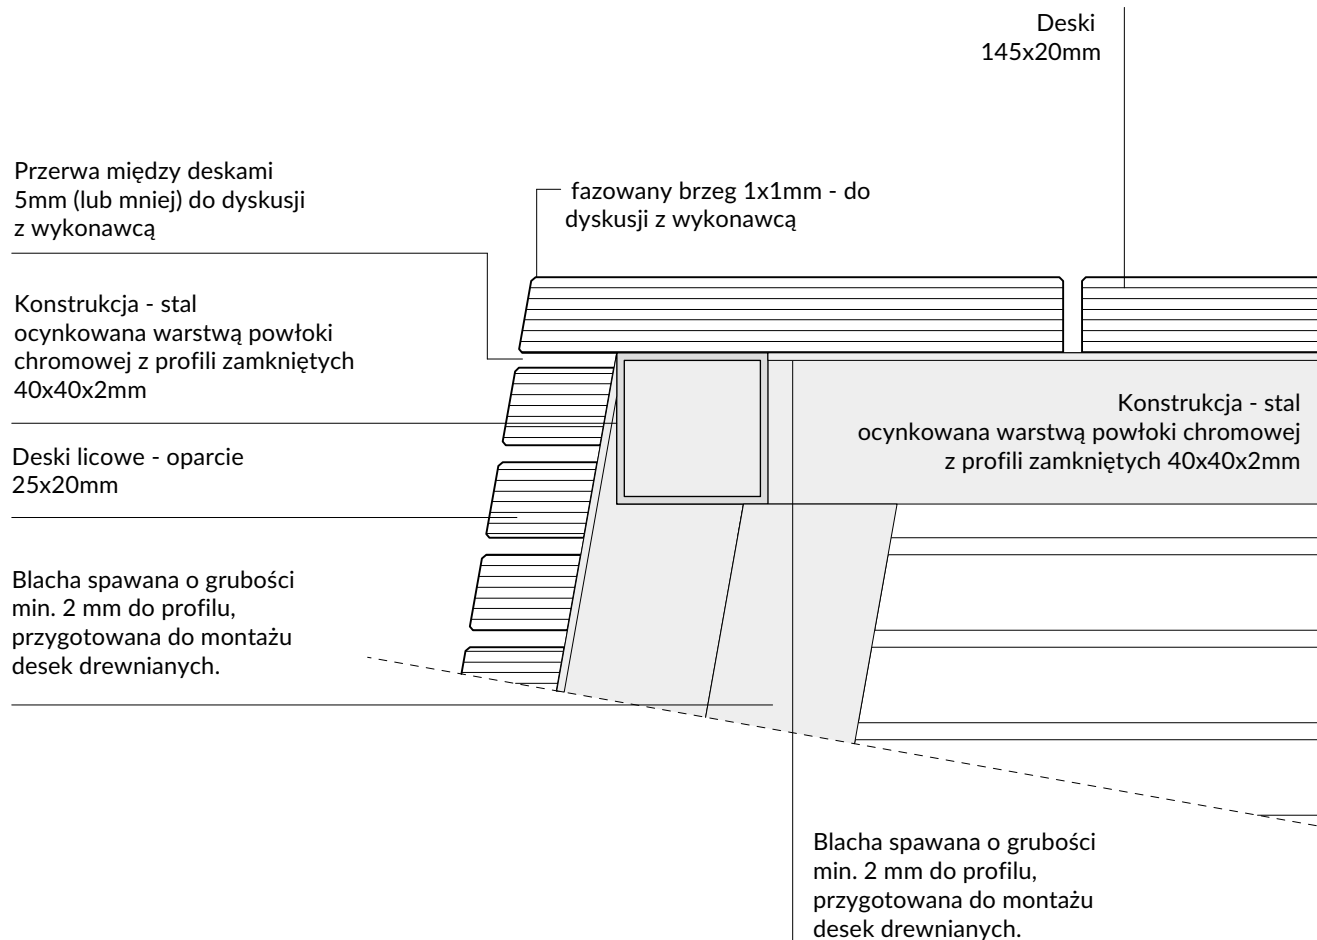 Deski
145x20mm
Przerwa między deskami
5mm (lub mniej) do dyskusji
z wykonawcą
fazowany brzeg 1x1mm - do
dyskusji z wykonawcą
Konstrukcja - stal
ocynkowana warstwą powłoki
chromowej z profili zamkniętych
40x40x2mm
Konstrukcja - stal
ocynkowana warstwą powłoki chromowej
z profili zamkniętych 40x40x2mm
Deski licowe - oparcie
25x20mm
Blacha spawana o grubości
min. 2 mm do profilu,
przygotowana do montażu
desek drewnianych.
Blacha spawana o grubości
min. 2 mm do profilu,
przygotowana do montażu
desek drewnianych.